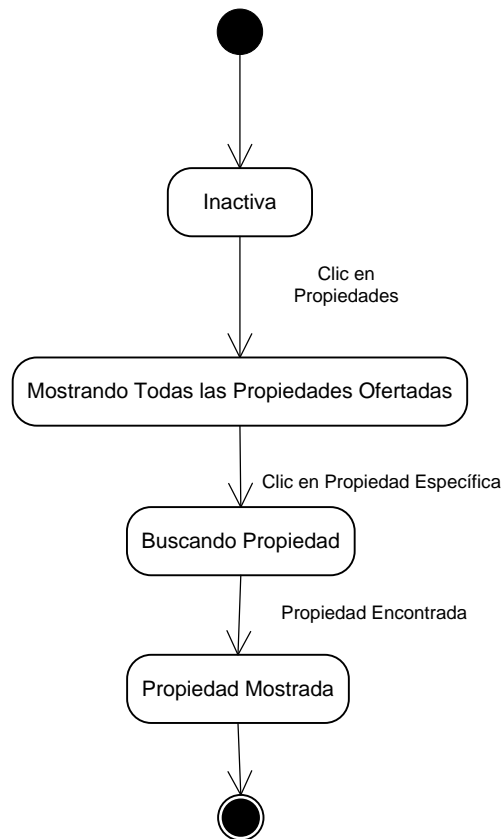 Inactiva
Clic en
Propiedades
Mostrando Todas las Propiedades Ofertadas
Clic en Propiedad Específica
Buscando Propiedad
Propiedad Encontrada
Propiedad Mostrada